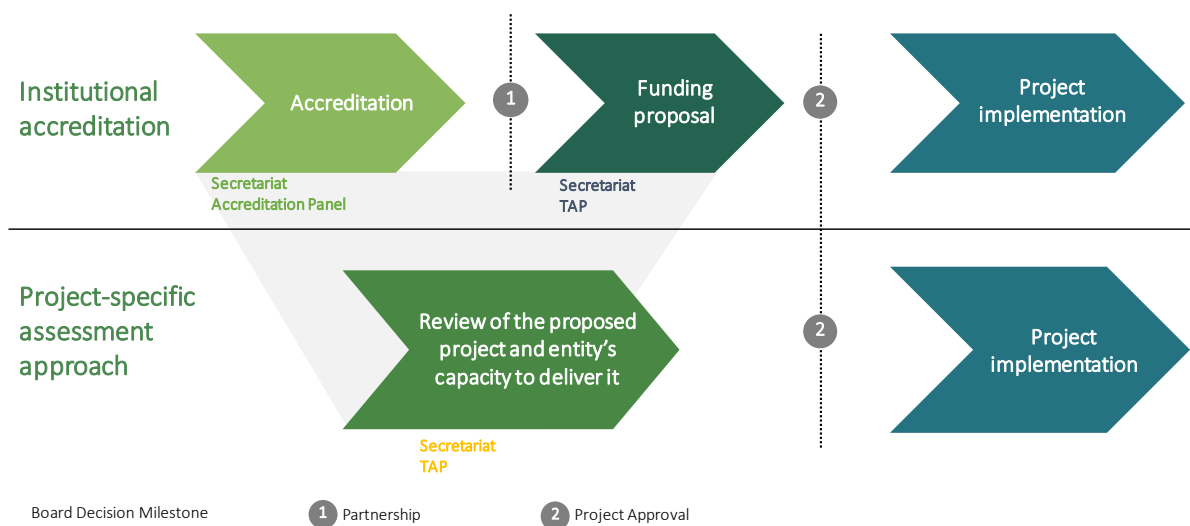 Institutional
accreditation
Accreditation
1
Funding
proposal
2
Project
implementation
Secretariat
Accreditation Panel
Secretariat
TAP
Project-specific
assessment
approach
Review of the proposed
project and entity's
capacity to deliver it
2
Project
implementation
Secretariat
TAP
Board Decision Milestone
1 Partnership
2 Project Approval